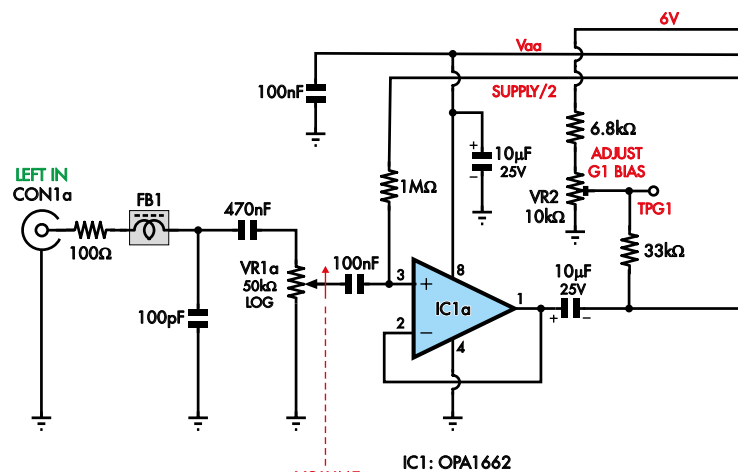 6V
Vaa
100nF
SUPPLY/2
6.8kΩ
+
10µF
25V
−
ADJUST
G1 BIAS
LEFT IN
CON1a
FB1
1MΩ
VR2
10kΩ
TPG1
470nF
100Ω
33kΩ
VR1a
50kΩ
LOG
100nF
3
+
8
10µF
25V
IC1a
1
+
−
100pF
2
−
4
IC1: OPA1662